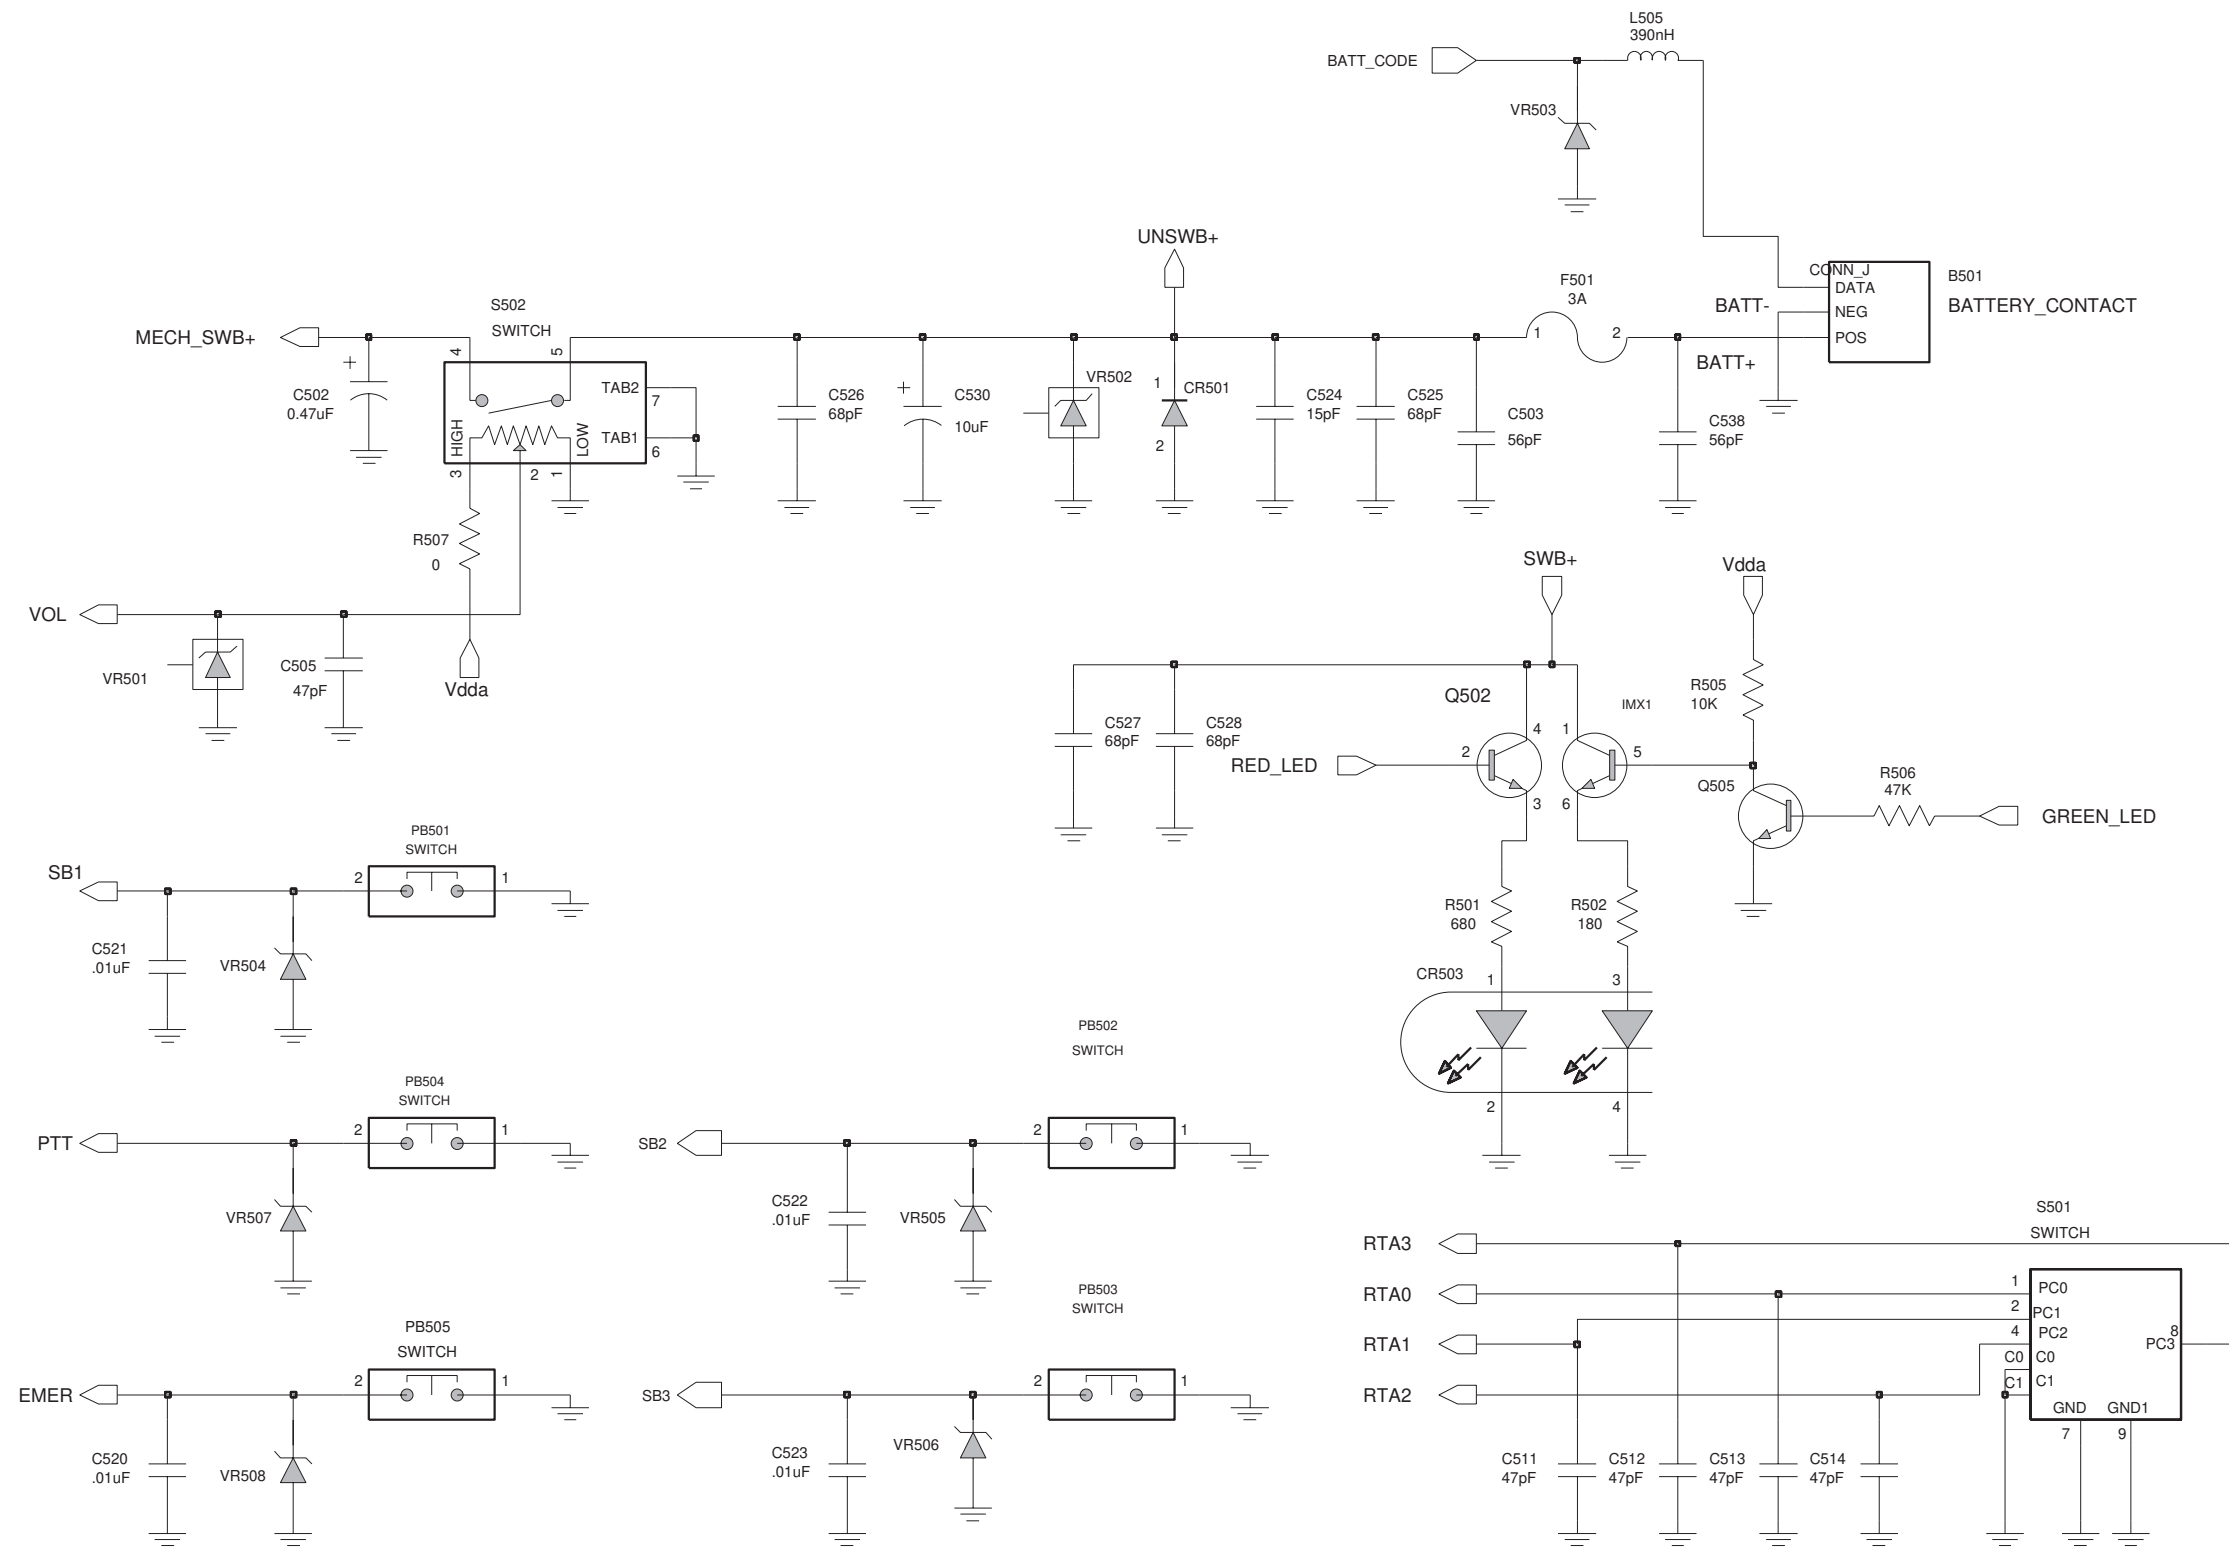 L505
390nH
BATT_CODE
VR503
UNSWB+
CONN_J
DATA
NEG
POS
B501
BATTERY_CONTACT
BATT-
BATT+
F501
3A
1
2
S502
SWITCH
MECH_SWB+
4
5
+
C502
0.47uF
TAB2
7
TAB1
6
HIGH
LOW
3
2
1
C526
68pF
+
C530
10uF
VR502
1
CR501
2
C524
15pF
C525
68pF
C503
56pF
C538
56pF
R507
0
VOL
VR501
C505
47pF
Vdda
SWB+
Vdda
Q502
IMX1
R505
10K
C527
68pF
C528
68pF
RED_LED
2
4
3
1
6
5
Q505
R506
47K
GREEN_LED
R501
680
R502
180
CR503
1
3
2
4
PB501
SWITCH
SB1
2
1
C521
.01uF
VR504
PB504
SWITCH
PTT
2
1
VR507
PB502
SWITCH
SB2
2
1
C522
.01uF
VR505
PB505
SWITCH
EMER
2
1
C520
.01uF
VR508
PB503
SWITCH
SB3
2
1
C523
.01uF
VR506
S501
SWITCH
RTA3
RTA0
RTA1
RTA2
1
PC0
2
PC1
4
PC2
C0
C0
C1
C1
8
PC3
GND
GND1
7
9
C511
47pF
C512
47pF
C513
47pF
C514
47pF